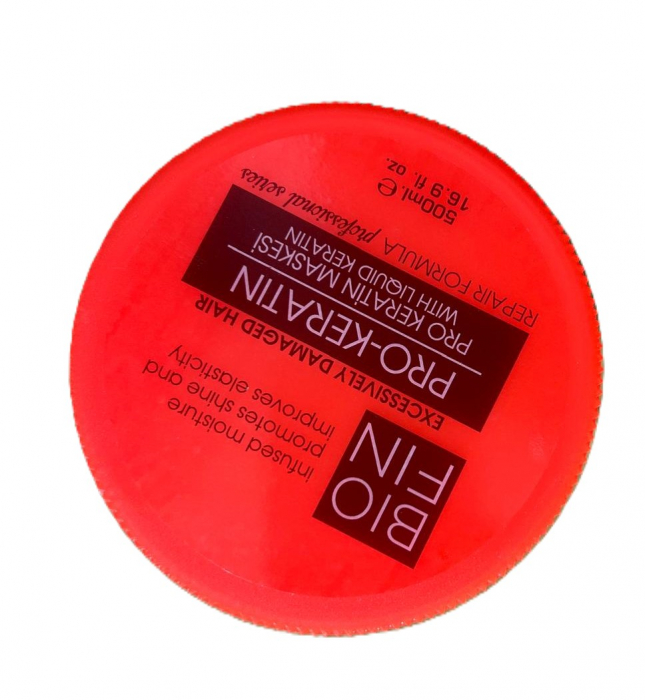 BIO
FIN
infused moisture
promotes shine and
improves elasticity
EXCESSIVELY DAMAGED HAIR
PRO-KERATIN
PRO KERATİN MASKESİ
WITH LIQUID KERATIN
REPAIR FORMULA professional series
500ml. e
16.9 fl. oz.